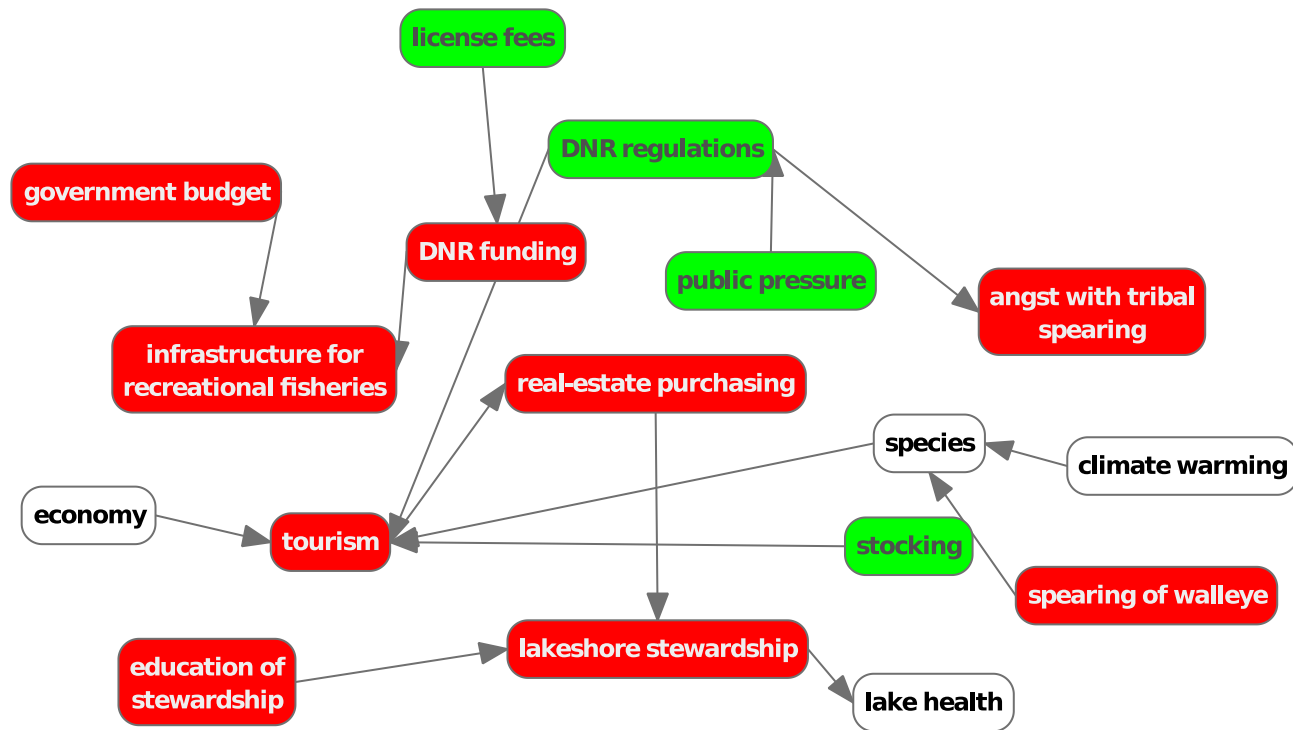 license fees
DNR regulations
government budget
DNR funding
public pressure
angst with tribal
spearing
infrastructure for
recreational fisheries
real-estate purchasing
species
climate warming
economy
tourism
stocking
spearing of walleye
lakeshore stewardship
education of
stewardship
lake health